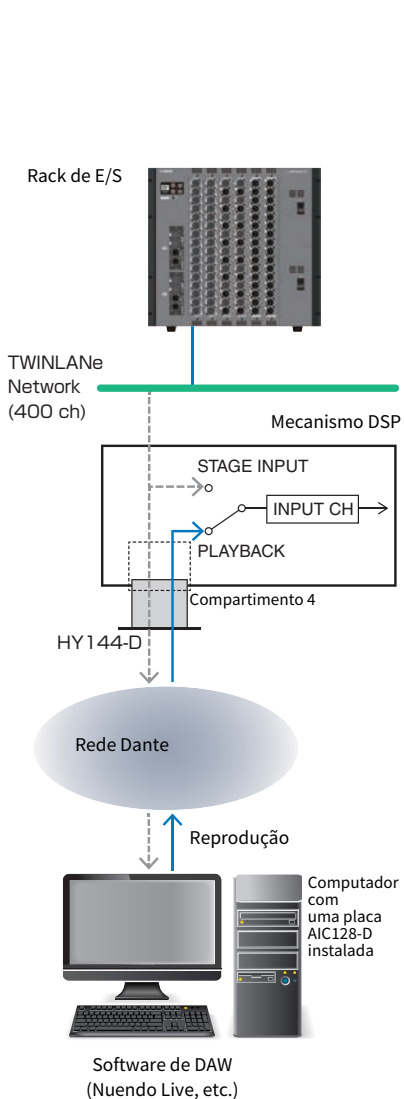 Rack de E/S
TWINLANe
Network
(400 ch)
Mecanismo DSP
STAGE INPUT
INPUT CH
PLAYBACK
Compartimento 4
HY144-D
Rede Dante
Reprodução
Computador
com
uma placa
AIC128-D
instalada
Software de DAW
(Nuendo Live, etc.)